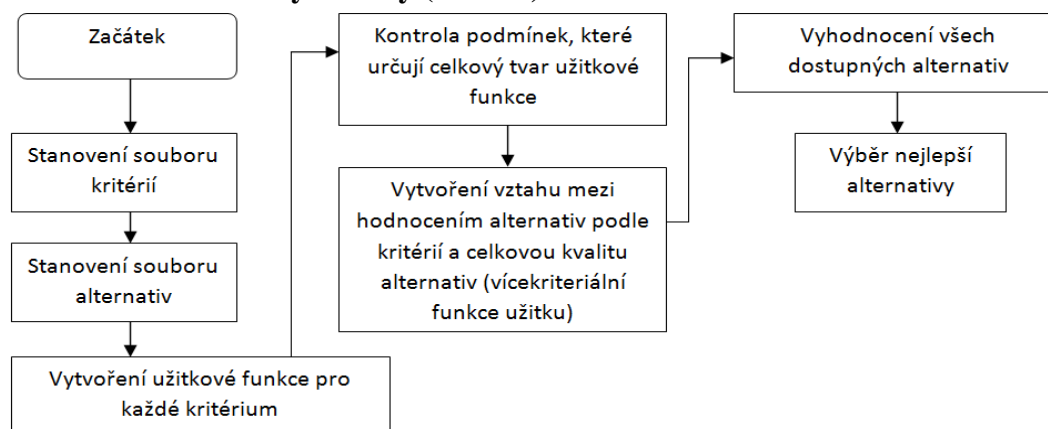 Začátek
Stanovení souboru
kritérií
Stanovení souboru
alternativ
Vytvoření užitkové funkce pro
každé kritérium
Kontrola podmínek, které
určují celkový tvar užitkové
funkce
Vytvoření vztahu mezi
hodnocením alternativ podle
kritérií a celkovou kvalitu
alternativ (vícekriteriální
funkce užitku)
Vyhodnocení všech
dostupných alternativ
Výběr nejlepší
alternativy